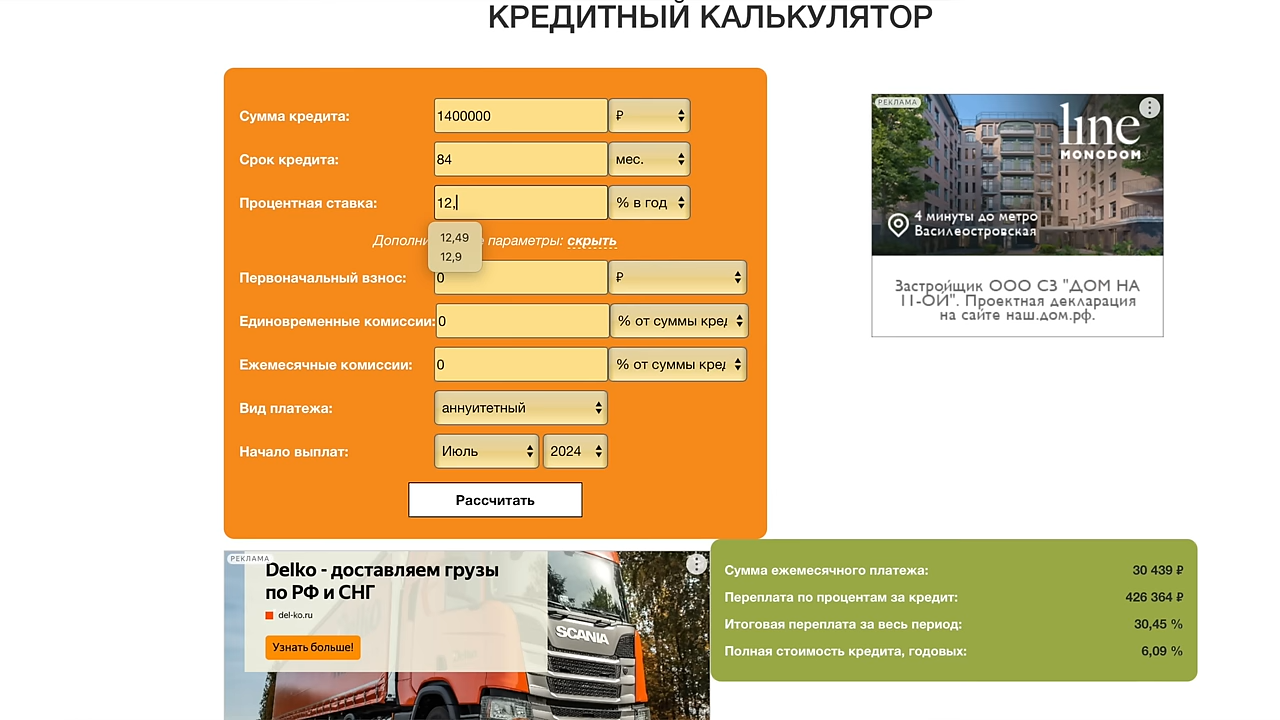 КРЕДИТНЫЙ КАЛЬКУЛЯТОР
Сумма кредита: 1400000 ₽
Срок кредита: 84 мес.
Процентная ставка: 12, % в год
12,49
12,9
Дополни е параметры: скрыть
Первоначальный взнос: 0 ₽
Единовременные комиссии: 0 % от суммы кред
Ежемесячные комиссии: 0 % от суммы кред
Вид платежа: аннуитетный
Начало выплат: Июль 2024
Рассчитать
РЕКЛАМА
line
MONODOM
4 минуты до метро
Василеостровская
Застройщик ООО СЗ "ДОМ НА
11-ОЙ". Проектная декларация
на сайте наш.дом.рф.
РЕКЛАМА
Delko - доставляем грузы
по РФ и СНГ
del-ko.ru
Узнать больше!
SCANIA
Сумма ежемесячного платежа: 30 439 ₽
Переплата по процентам за кредит: 426 364 ₽
Итоговая переплата за весь период: 30,45 %
Полная стоимость кредита, годовых: 6,09 %